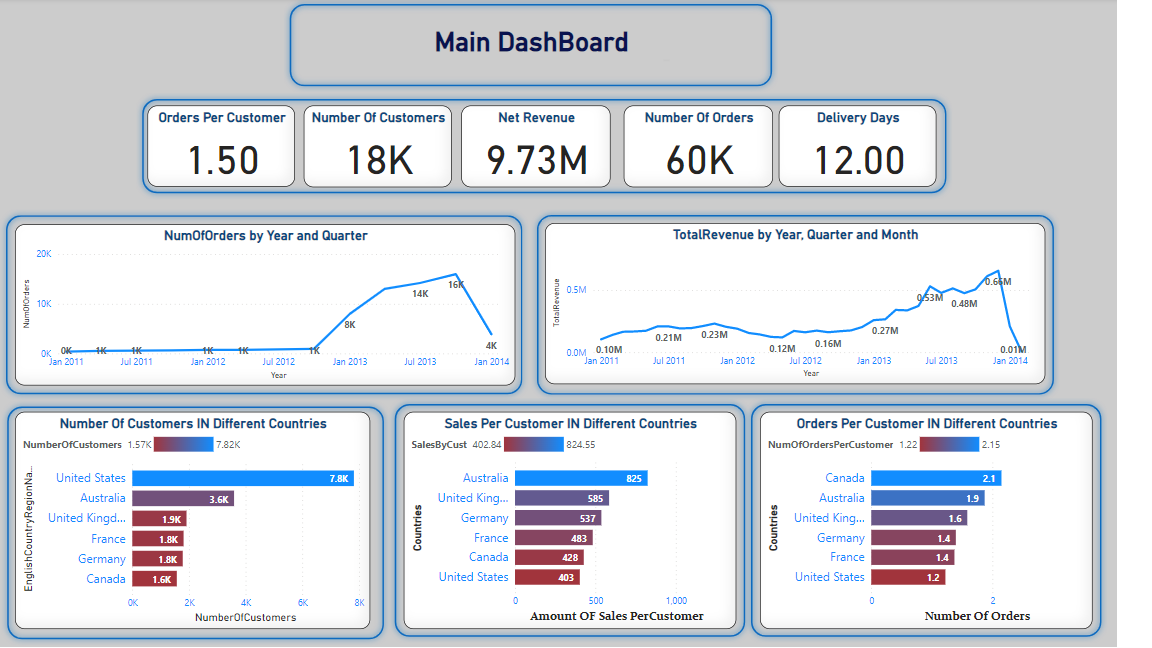 Main DashBoard
Orders Per Customer
1.50
Number Of Customers
18K
Net Revenue
9.73M
Number Of Orders
60K
Delivery Days
12.00
NumOfOrders by Year and Quarter
NumOfOrders
20K
10K
0K
0K 1K 1K 1K 1K 1K 8K 14K 16K 4K
Jan 2011 Jul 2011 Jan 2012 Jul 2012 Jan 2013 Jul 2013 Jan 2014
Year
TotalRevenue by Year, Quarter and Month
TotalRevenue
0.5M
0.0M
0.10M 0.21M 0.23M 0.12M 0.16M 0.27M 0.53M 0.48M 0.66M 0.01M
Jan 2011 Jul 2011 Jan 2012 Jul 2012 Jan 2013 Jul 2013 Jan 2014
Year
Number Of Customers IN Different Countries
NumberOfCustomers 1.57K 7.82K
EnglishCountryRegionNa...
United States 7.8K
Australia 3.6K
United Kingd... 1.9K
France 1.8K
Germany 1.8K
Canada 1.6K
0K 2K 4K 6K 8K
NumberOfCustomers
Sales Per Customer IN Different Countries
SalesByCust 402.84 824.55
Countries
Australia 825
United King... 585
Germany 537
France 483
Canada 428
United States 403
0 500 1,000
Amount OF Sales PerCustomer
Orders Per Customer IN Different Countries
NumOfOrdersPerCustomer 1.22 2.15
Countries
Canada 2.1
Australia 1.9
United King... 1.6
Germany 1.4
France 1.4
United States 1.2
0 2
Number Of Orders